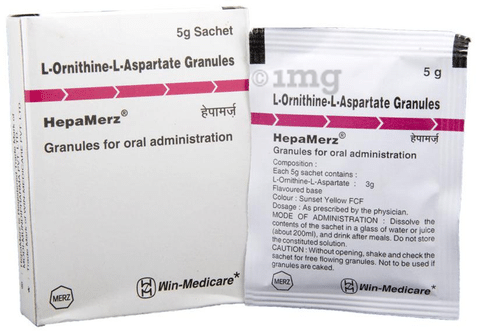 5g Sachet
L-Ornithine-L-Aspartate Granules
HepaMerz® हेपामर्ज़
Granules for oral administration
MERZ
Win-Medicare*
1mg
5 g
L-Ornithine-L-Aspartate Granules
HepaMerz® हेपामर्ज़
Granules for oral administration
Composition :
Each 5g sachet contains :
L-Ornithine-L-Aspartate : 3g
Flavoured base
Colour : Sunset Yellow FCF
Dosage : As prescribed by the physician.
MODE OF ADMINISTRATION : Dissolve the
contents of the sachet in a glass of water or juice
(about 200ml), and drink after meals. Do not store
the constituted solution.
CAUTION : Without opening, shake and check the
sachet for free flowing granules. Not to be used if
granules are caked.
MERZ
Win-Medicare*